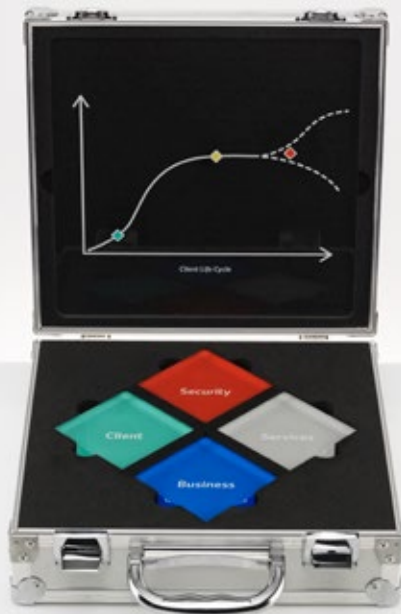 Client Life Cycle
Security
Client
Services
Business